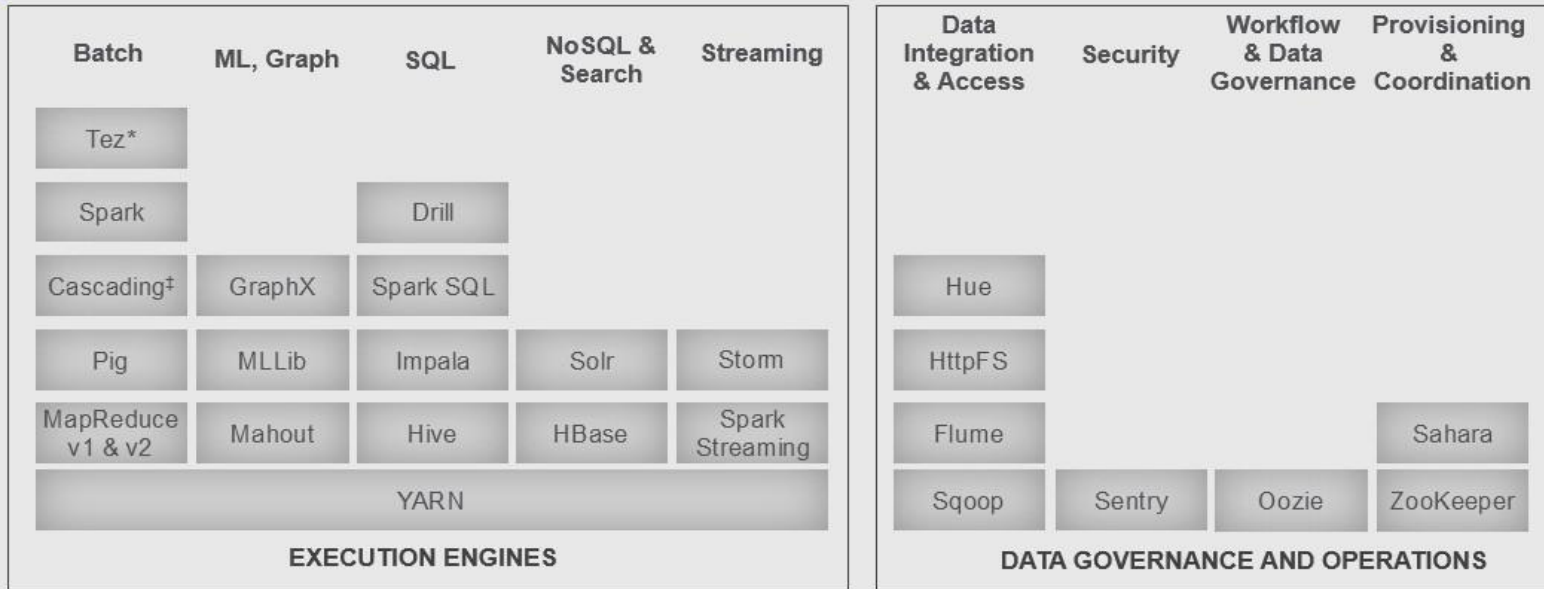 Batch
ML, Graph
SQL
NoSQL &
Search
Streaming
Tez*
Spark
Drill
Cascading‡
GraphX
Spark SQL
Pig
MLLib
Impala
Solr
Storm
MapReduce
v1 & v2
Mahout
Hive
HBase
Spark
Streaming
YARN
EXECUTION ENGINES
Data
Integration
& Access
Security
Workflow
& Data
Governance
Provisioning
&
Coordination
Hue
HttpFS
Flume
Sahara
Sqoop
Sentry
Oozie
ZooKeeper
DATA GOVERNANCE AND OPERATIONS